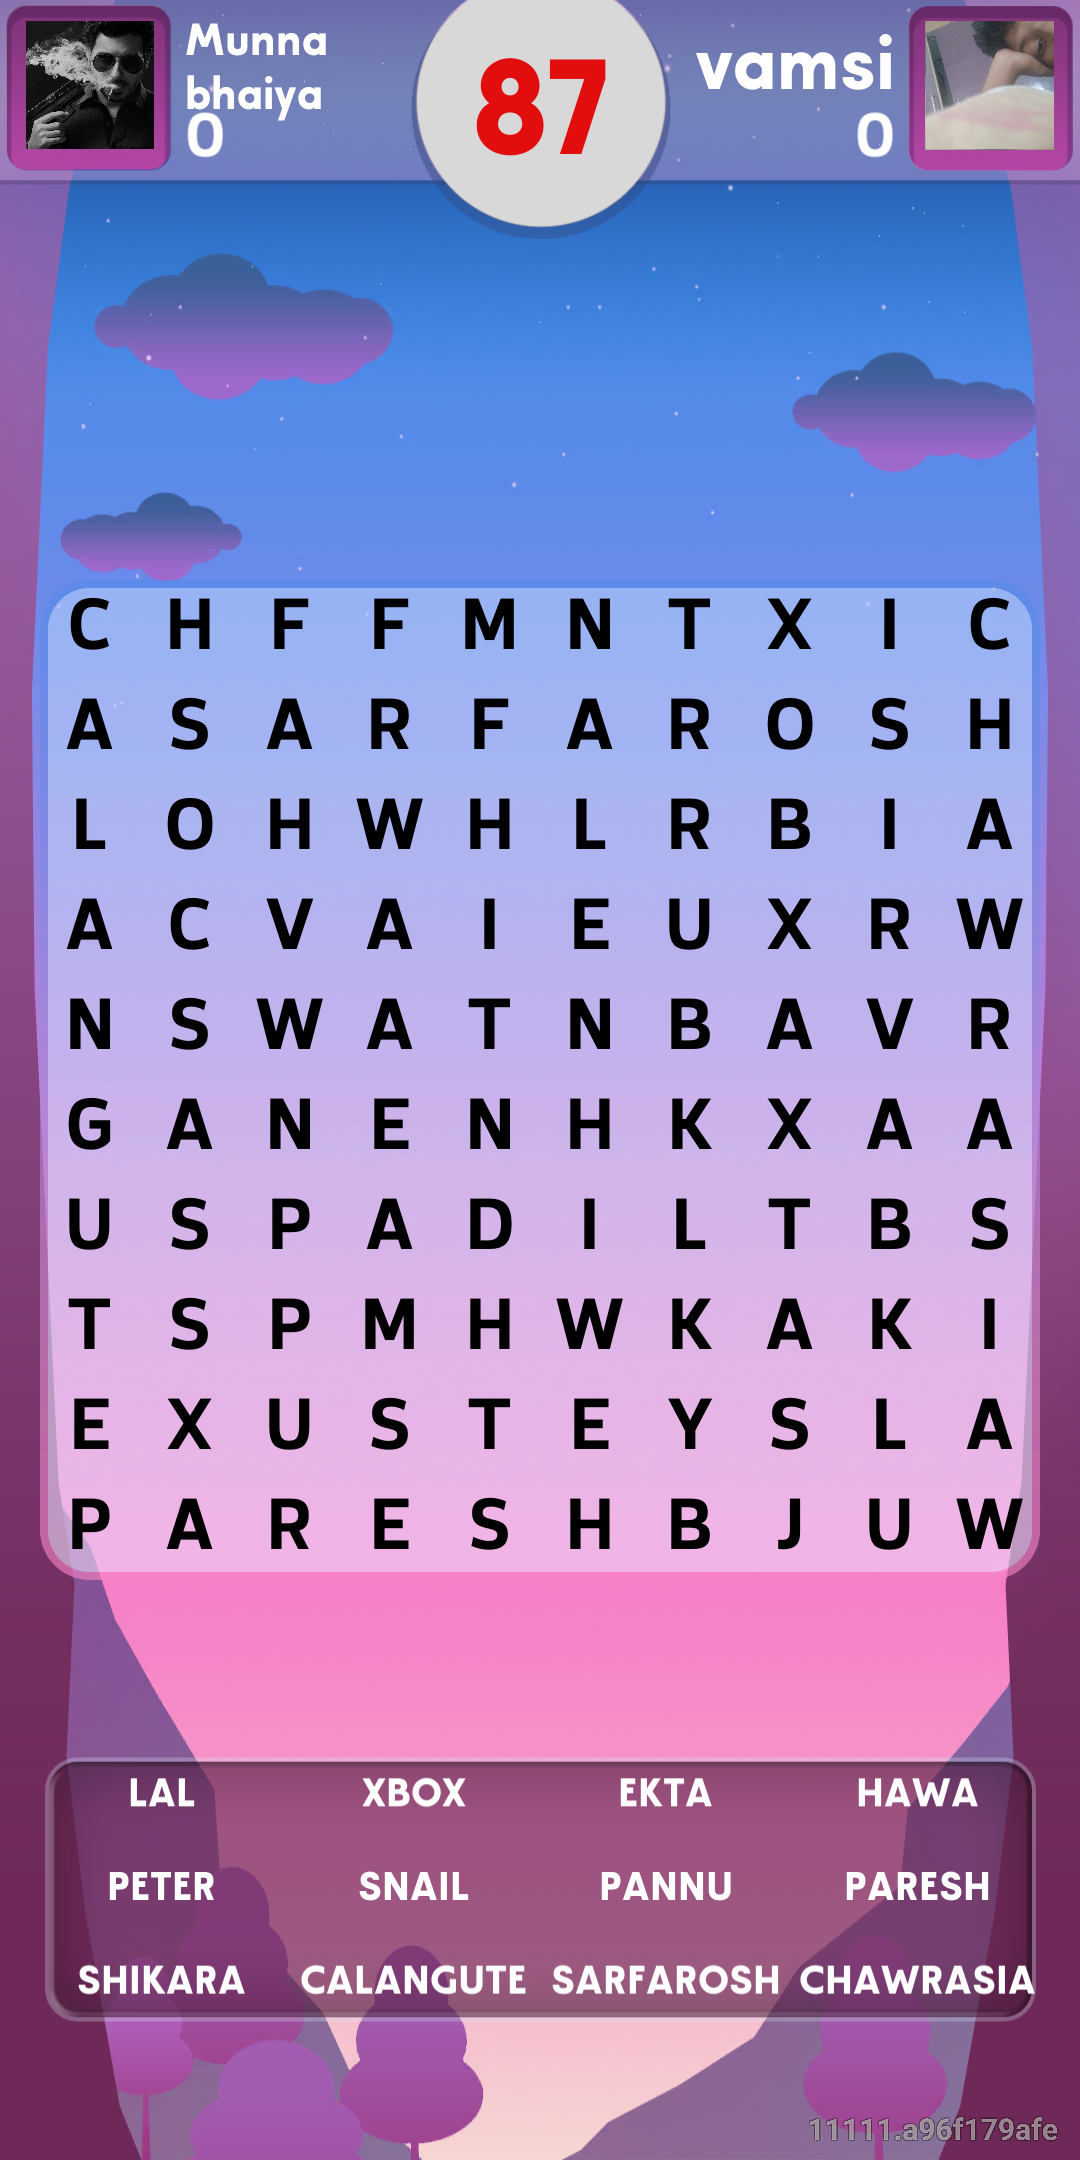 Munna
bhaiya
0
87
vamsi
0
C H F F M N T X I C
A S A R F A R O S H
L O H W H L R B I A
A C V A I E U X R W
N S W A T N B A V R
G A N E N H K X A A
U S P A D I L T B S
T S P M H W K A K I
E X U S T E Y S L A
P A R E S H B J U W
LAL XBOX EKTA HAWA
PETER SNAIL PANNU PARESH
SHIKARA CALANGUTE SARFAROSH CHAWRASIA
11111.a96f179afe